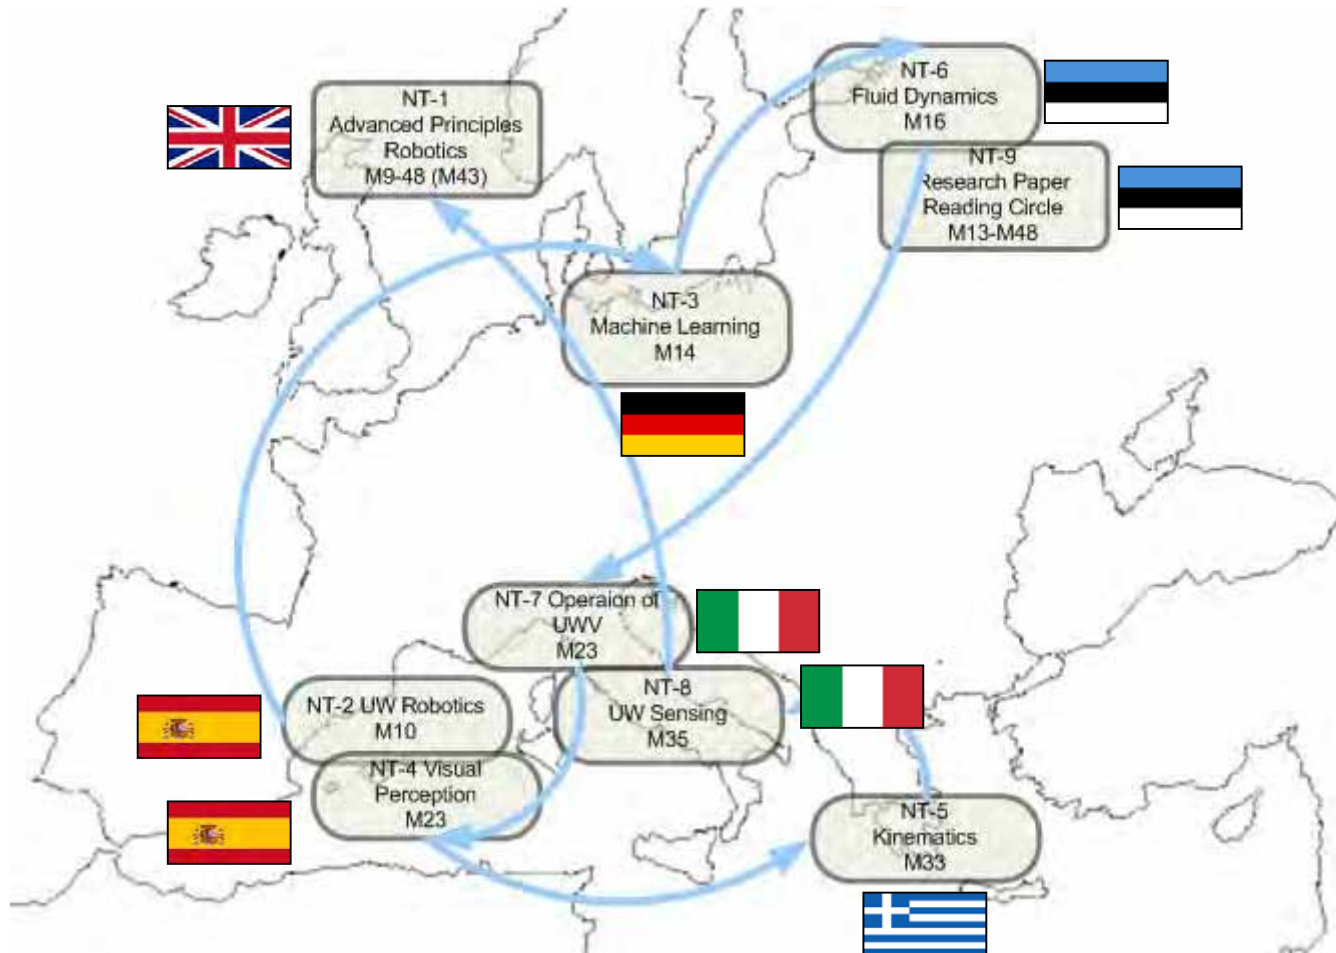 NT-1
Advanced Principles
Robotics
M9-48 (M43)
NT-6
Fluid Dynamics
M16
NT-9
Research Paper
Reading Circle
M13-M48
NT-3
Machine Learning
M14
NT-7 Operaion of
UWV
M23
NT-8
UW Sensing
M35
NT-2 UW Robotics
M10
NT-4 Visual
Perception
M23
NT-5
Kinematics
M33